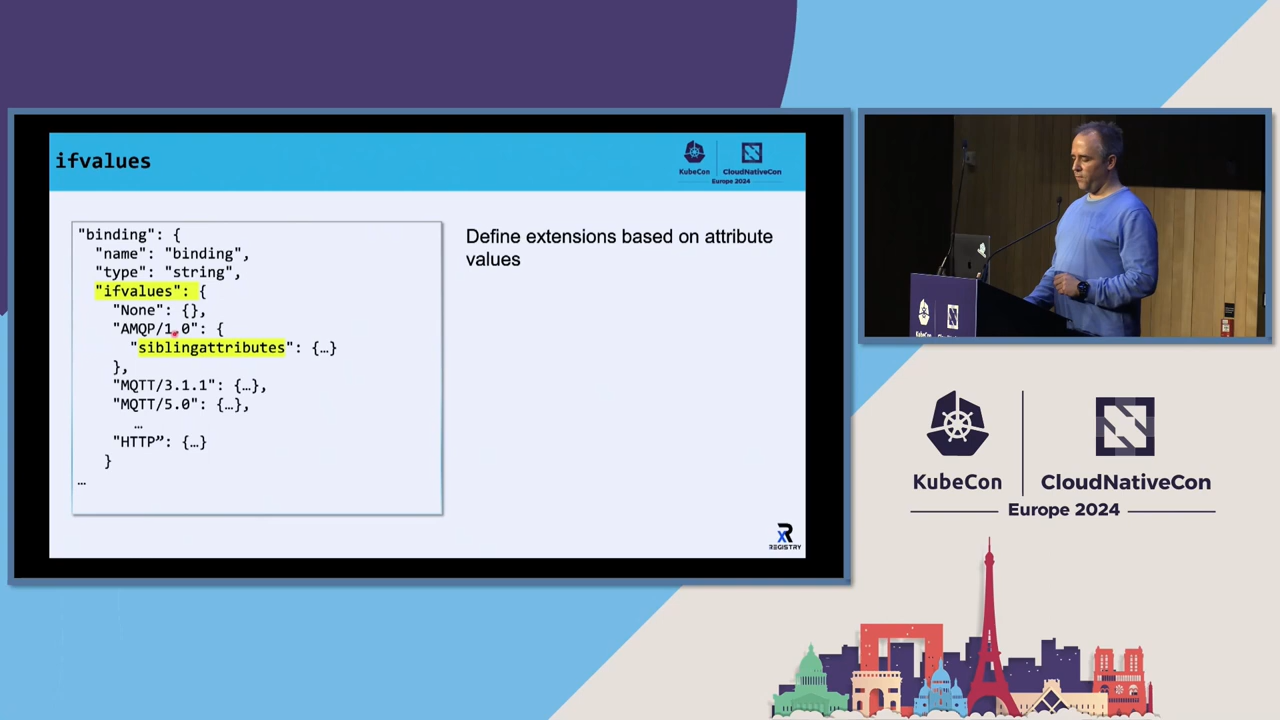 ifvalues
KubeCon
CloudNativeCon
Europe 2024
"binding": {
"name": "binding",
"type": "string",
"ifvalues": {
"None": {},
"AMQP/1.0": {
"siblingattributes": {…}
},
"MQTT/3.1.1": {…},
"MQTT/5.0": {…},
…
"HTTP”: {…}
}
…
Define extensions based on attribute
values
xR
REGISTRY
KubeCon
CloudNativeCon
Europe 2024